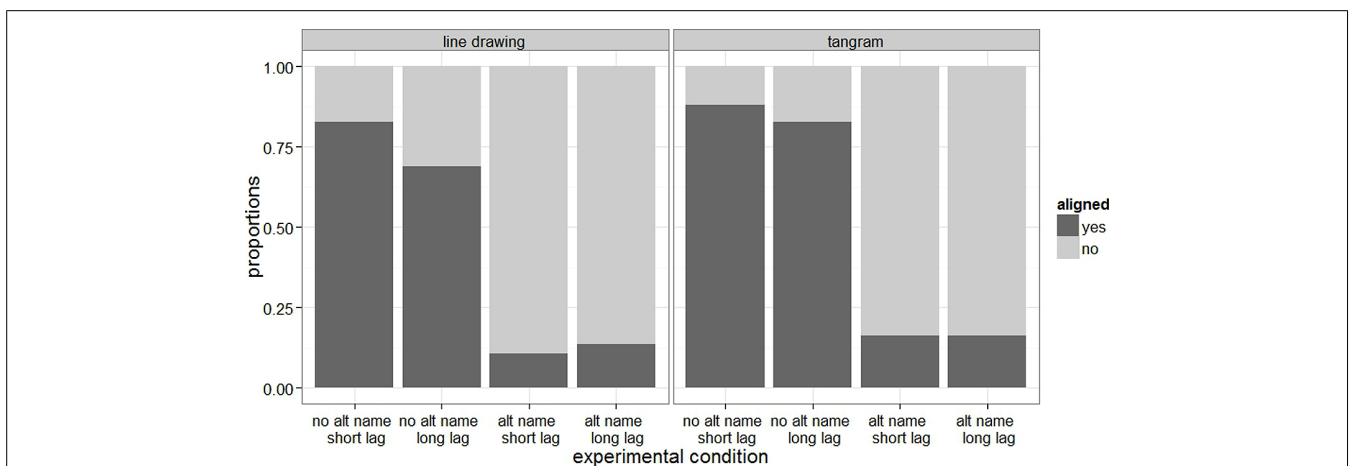 line drawing
tangram
1.00
0.75
0.50
0.25
0.00
proportions
no alt name
short lag
no alt name
long lag
alt name
short lag
alt name
long lag
no alt name
short lag
no alt name
long lag
alt name
short lag
alt name
long lag
experimental condition
aligned
yes
no